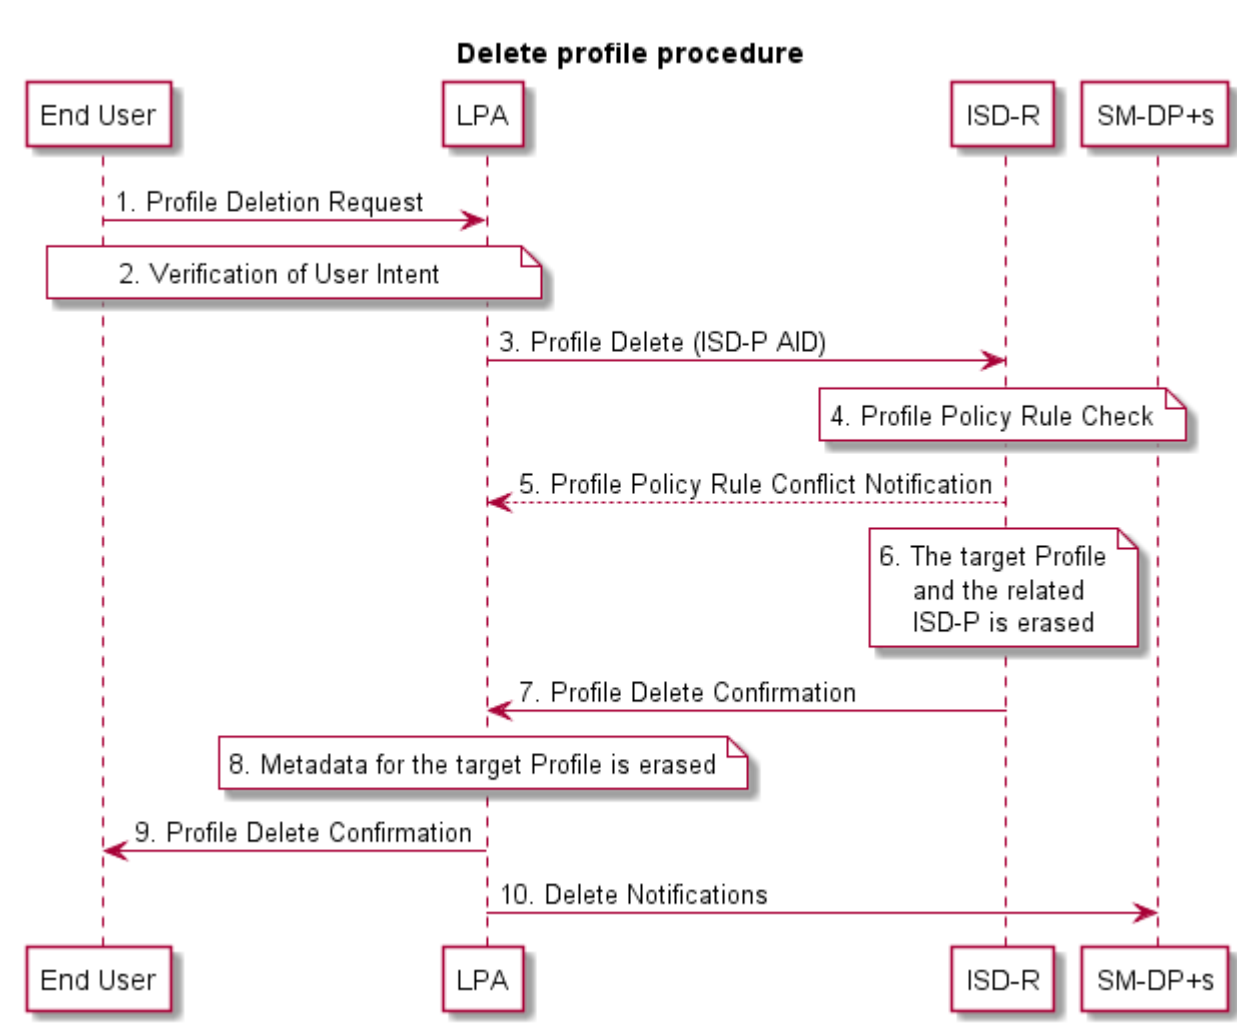 Delete profile procedure
End User
LPA
ISD-R
SM-DP+s
1. Profile Deletion Request
2. Verification of User Intent
3. Profile Delete (ISD-P AID)
4. Profile Policy Rule Check
5. Profile Policy Rule Conflict Notification
6. The target Profile
and the related
ISD-P is erased
7. Profile Delete Confirmation
8. Metadata for the target Profile is erased
9. Profile Delete Confirmation
10. Delete Notifications
End User
LPA
ISD-R
SM-DP+s